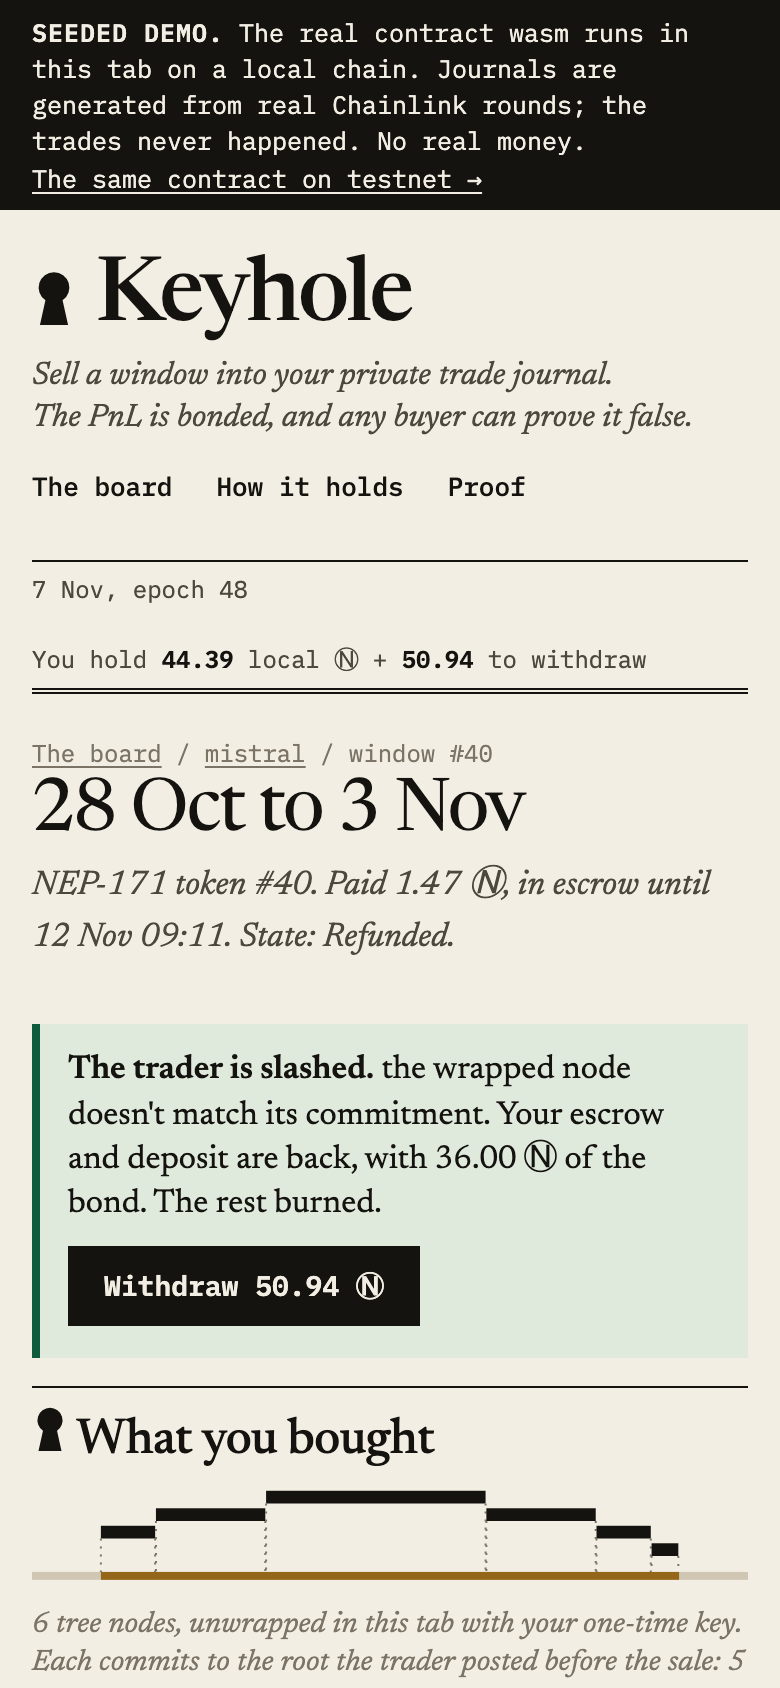 SEEDED DEMO. The real contract wasm runs in
this tab on a local chain. Journals are
generated from real Chainlink rounds; the
trades never happened. No real money.
The same contract on testnet →
Keyhole
Sell a window into your private trade journal.
The PnL is bonded, and any buyer can prove it false.
The board How it holds Proof
7 Nov, epoch 48
You hold 44.39 local Ⓝ + 50.94 to withdraw
The board / mistral / window #40
28 Oct to 3 Nov
NEP-171 token #40. Paid 1.47 Ⓝ, in escrow until
12 Nov 09:11. State: Refunded.
The trader is slashed. the wrapped node
doesn't match its commitment. Your escrow
and deposit are back, with 36.00 Ⓝ of the
bond. The rest burned.
Withdraw 50.94 Ⓝ
What you bought
6 tree nodes, unwrapped in this tab with your one-time key.
Each commits to the root the trader posted before the sale: 5